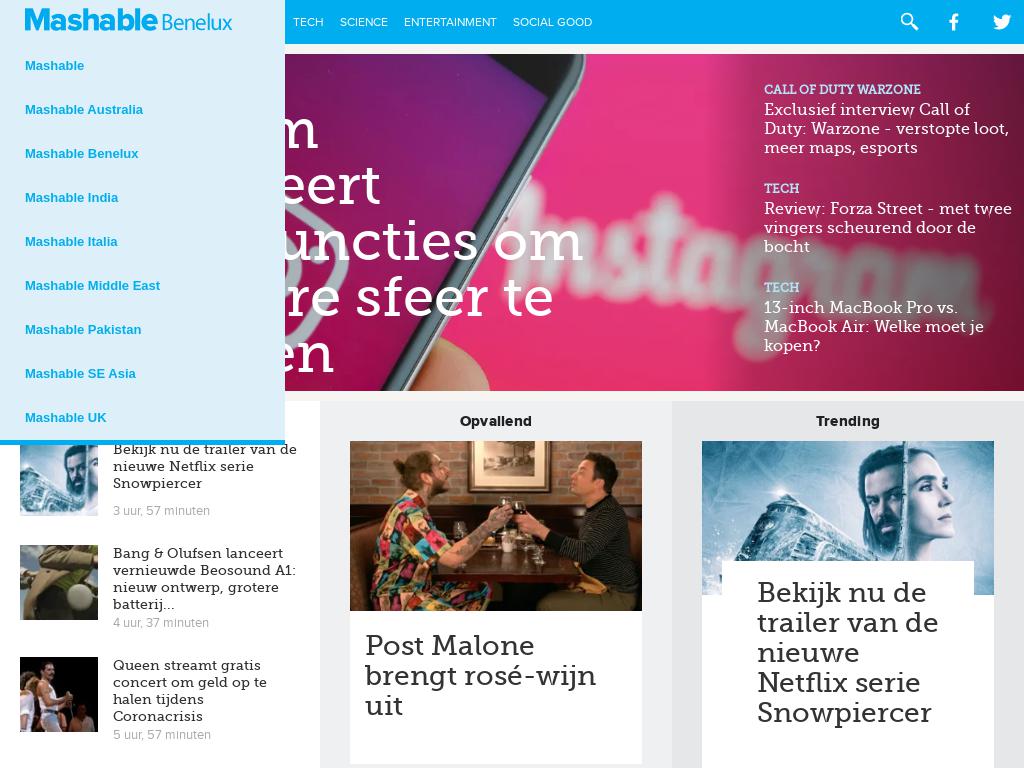 Mashable Benelux
TECH
SCIENCE
ENTERTAINMENT
SOCIAL GOOD
Mashable
Mashable Australia
Mashable Benelux
Mashable India
Mashable Italia
Mashable Middle East
Mashable Pakistan
Mashable SE Asia
Mashable UK
uncties om
re sfeer te
Instagram
CALL OF DUTY WARZONE
Exclusief interview Call of
Duty: Warzone - verstopte loot,
meer maps, esports
TECH
Review: Forza Street - met twee
vingers scheurend door de
bocht
TECH
13-inch MacBook Pro vs.
MacBook Air: Welke moet je
kopen?
Bekijk nu de trailer van de
nieuwe Netflix serie
Snowpiercer
3 uur, 57 minuten
Bang & Olufsen lanceert
vernieuwde Beosound A1:
nieuw ontwerp, grotere
batterij...
4 uur, 37 minuten
Queen streamt gratis
concert om geld op te
halen tijdens
Coronacrisis
5 uur, 57 minuten
Opvallend
Post Malone
brengt rosé-wijn
uit
Trending
Bekijk nu de
trailer van de
nieuwe
Netflix serie
Snowpiercer